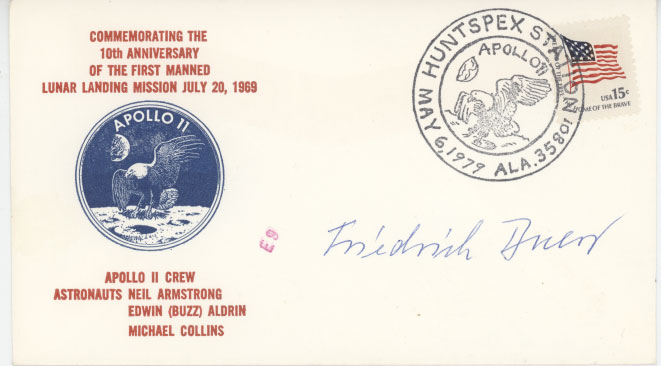 COMMEMORATING THE
10th ANNIVERSARY
OF THE FIRST MANNED
LUNAR LANDING MISSION JULY 20, 1969
APOLLO 11
HUNTSPEX STATION
APOLLO 11
MAY 6, 1979 ALA. 35801
USA 15c
HOME OF THE BRAVE
E9
Friedrich Duerr
APOLLO II CREW
ASTRONAUTS NEIL ARMSTRONG
EDWIN (BUZZ) ALDRIN
MICHAEL COLLINS